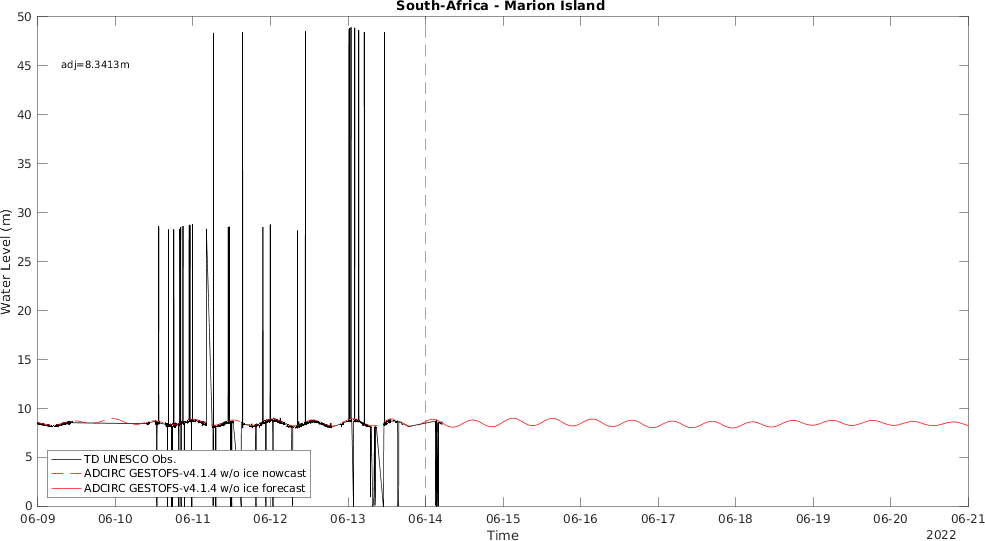 South-Africa - Marion Island
50
45
40
35
30
25
20
15
10
5
0
Water Level (m)
adj=8.3413m
TD UNESCO Obs.
ADCIRC GESTOFS-v4.1.4 w/o ice nowcast
ADCIRC GESTOFS-v4.1.4 w/o ice forecast
06-09 06-10 06-11 06-12 06-13 06-14 06-15 06-16 06-17 06-18 06-19 06-20 06-21
Time
2022